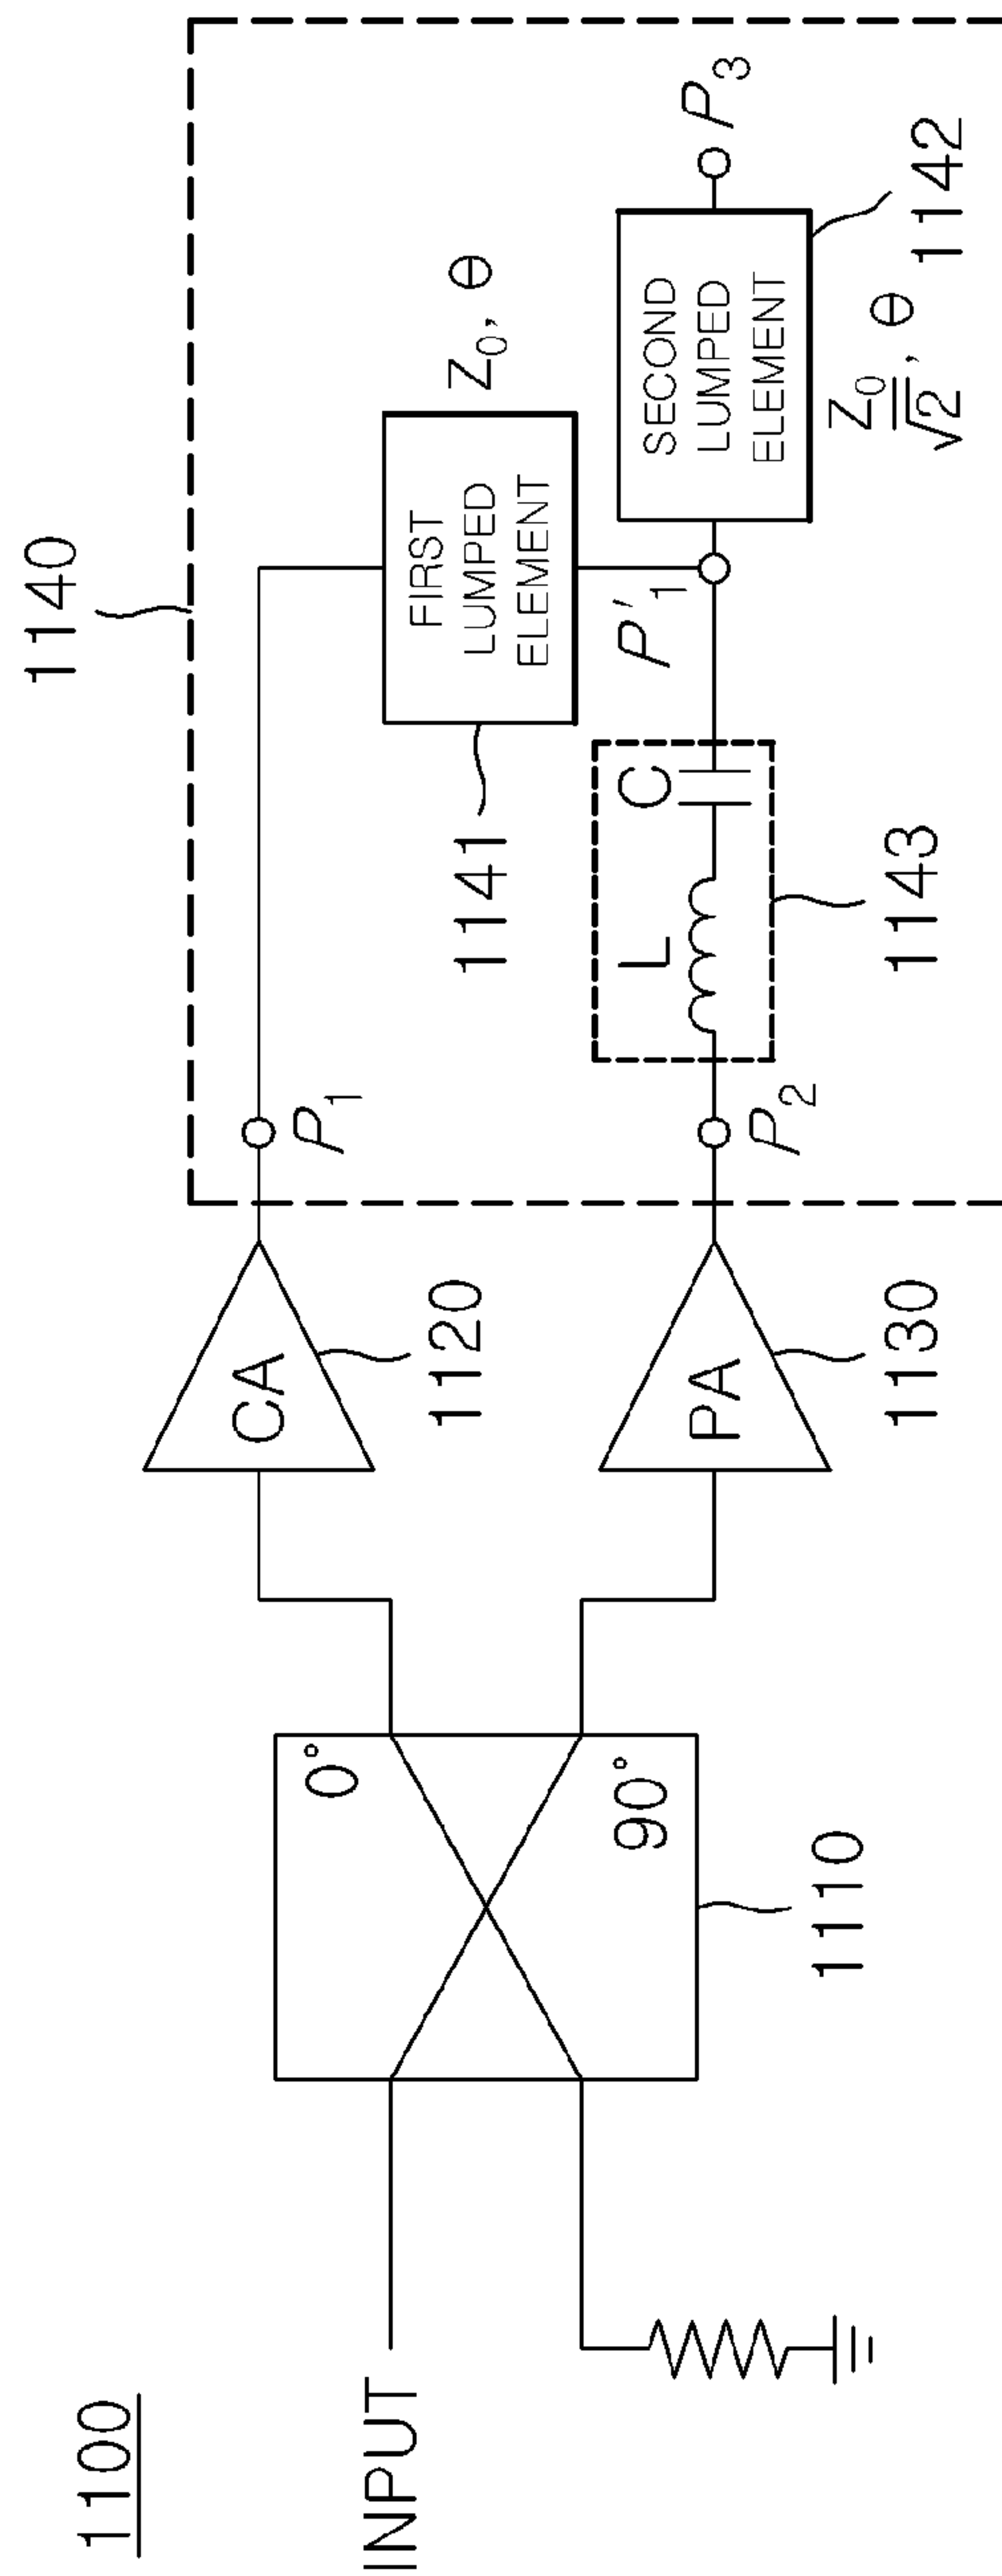 1100
INPUT
0°
90°
1110
CA
1120
PA
1130
1140
P1
P2
L
C
1143
FIRST
LUMPED
ELEMENT
Z0, θ
1141
P'1
SECOND
LUMPED
ELEMENT
Z0/√2, θ
1142
P3